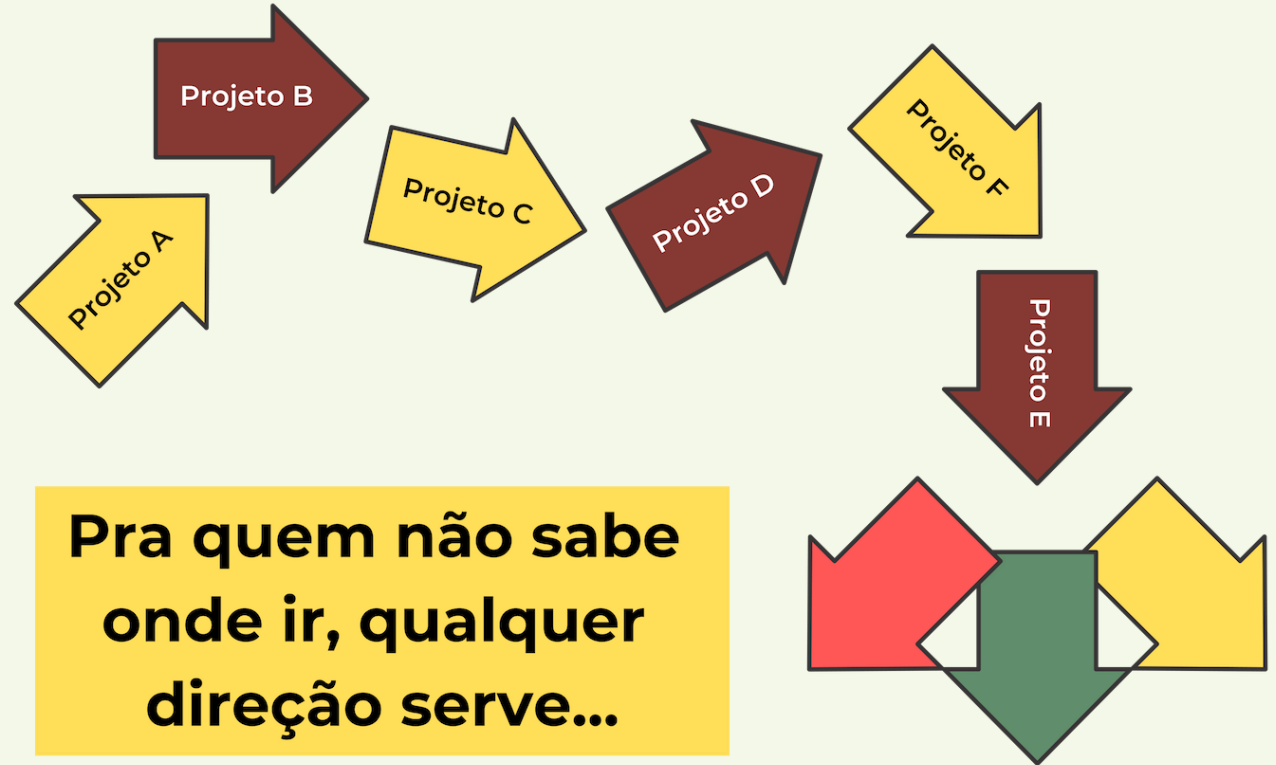 Projeto A
Projeto B
Projeto C
Projeto D
Projeto F
Projeto E
Pra quem não sabe
onde ir, qualquer
direção serve...